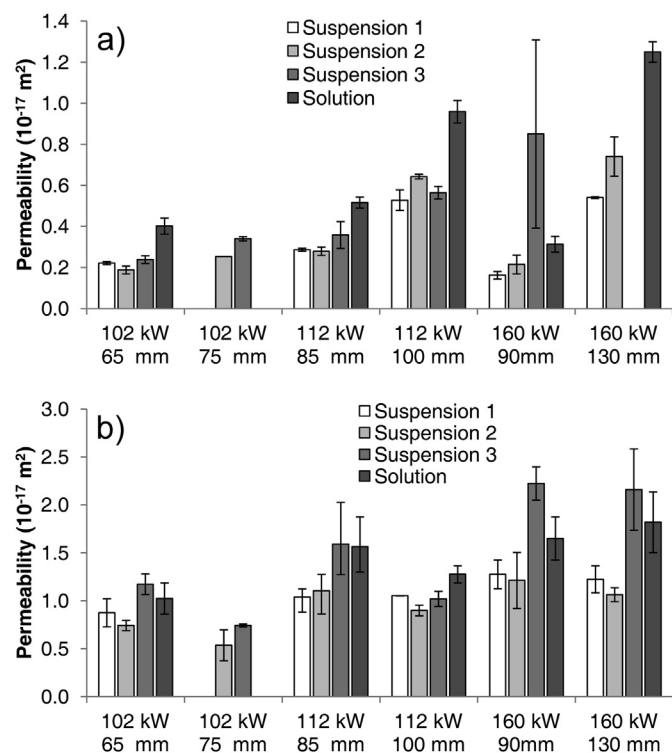 a)
Suspension 1
Suspension 2
Suspension 3
Solution
Permeability (10⁻¹⁷ m²)
1.4
1.2
1.0
0.8
0.6
0.4
0.2
0.0
102 kW 102 kW 112 kW 112 kW 160 kW 160 kW
65 mm 75 mm 85 mm 100 mm 90mm 130 mm
b)
Suspension 1
Suspension 2
Suspension 3
Solution
Permeability (10⁻¹⁷ m²)
3.0
2.5
2.0
1.5
1.0
0.5
0.0
102 kW 102 kW 112 kW 112 kW 160 kW 160 kW
65 mm 75 mm 85 mm 100 mm 90mm 130 mm